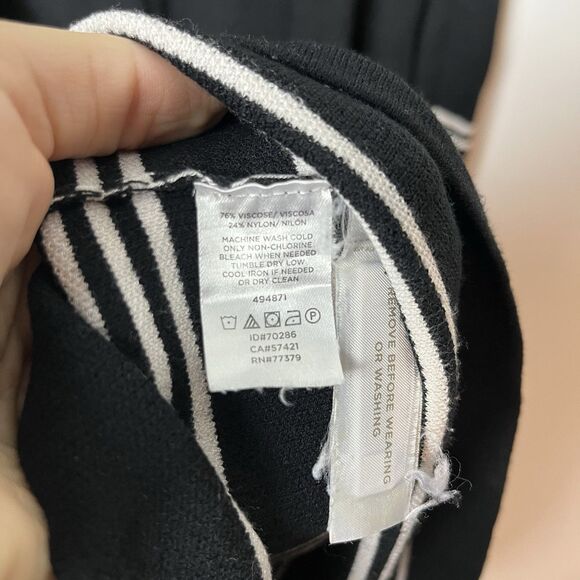 76% VISCOSE/ VISCOSA
24% NYLON/ NILÓN
MACHINE WASH COLD
ONLY NON-CHLORINE
BLEACH WHEN NEEDED
TUMBLE DRY LOW
COOL IRON IF NEEDED
OR DRY CLEAN
494871
P
ID#70286
CA#57421
RN#77379
REMOVE BEFORE WEARING
OR WASHING